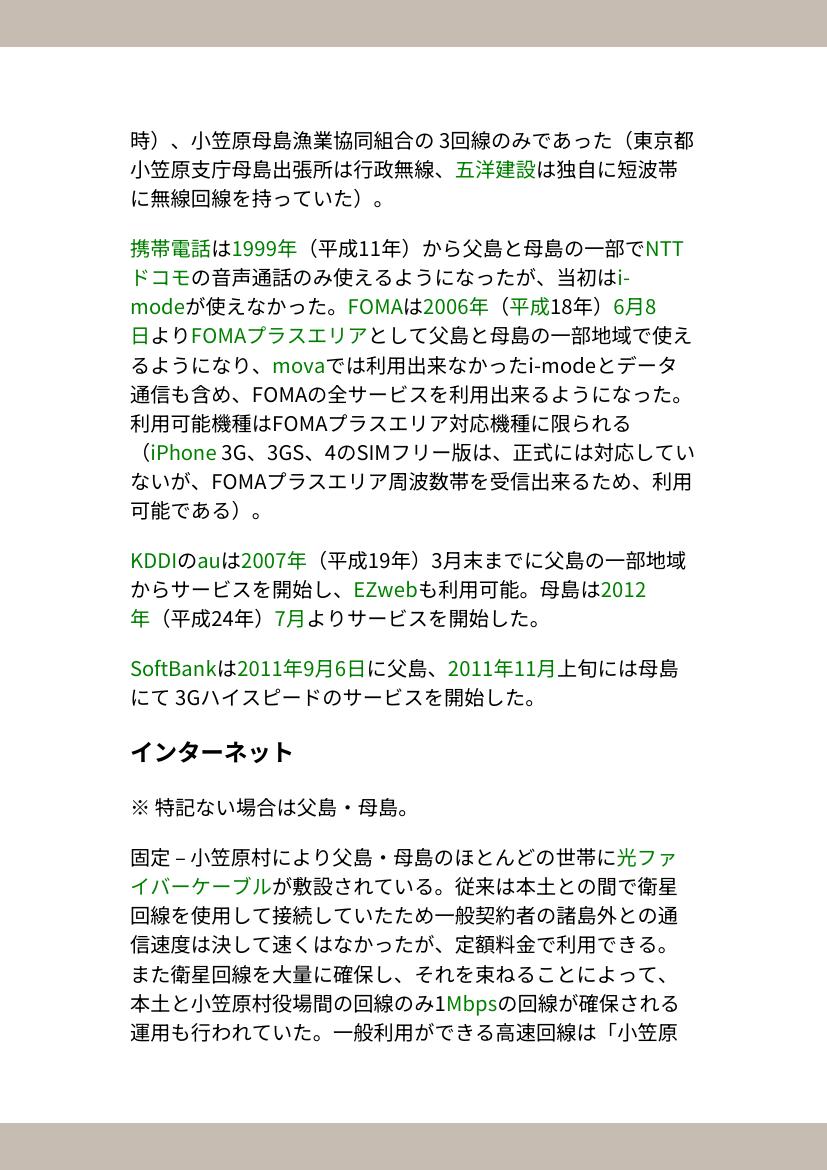 時）、小笠原母島漁業協同組合の 3回線のみであった（東京都
小笠原支庁母島出張所は行政無線、五洋建設は独自に短波帯
に無線回線を持っていた）。
携帯電話は1999年（平成11年）から父島と母島の一部でNTT
ドコモの音声通話のみ使えるようになったが、当初はi-
modeが使えなかった。FOMAは2006年（平成18年）6月8
日よりFOMAプラスエリアとして父島と母島の一部地域で使え
るようになり、movaでは利用出来なかったi-modeとデータ
通信も含め、FOMAの全サービスを利用出来るようになった。
利用可能機種はFOMAプラスエリア対応機種に限られる
（iPhone 3G、3GS、4のSIMフリー版は、正式には対応してい
ないが、FOMAプラスエリア周波数帯を受信出来るため、利用
可能である）。
KDDIのauは2007年（平成19年）3月末までに父島の一部地域
からサービスを開始し、EZwebも利用可能。母島は2012
年（平成24年）7月よりサービスを開始した。
SoftBankは2011年9月6日に父島、2011年11月上旬には母島
にて 3Gハイスピードのサービスを開始した。
インターネット
※ 特記ない場合は父島・母島。
固定 – 小笠原村により父島・母島のほとんどの世帯に光ファ
イバーケーブルが敷設されている。従来は本土との間で衛星
回線を使用して接続していたため一般契約者の諸島外との通
信速度は決して速くはなかったが、定額料金で利用できる。
また衛星回線を大量に確保し、それを束ねることによって、
本土と小笠原村役場間の回線のみ1Mbpsの回線が確保される
運用も行われていた。一般利用ができる高速回線は「小笠原